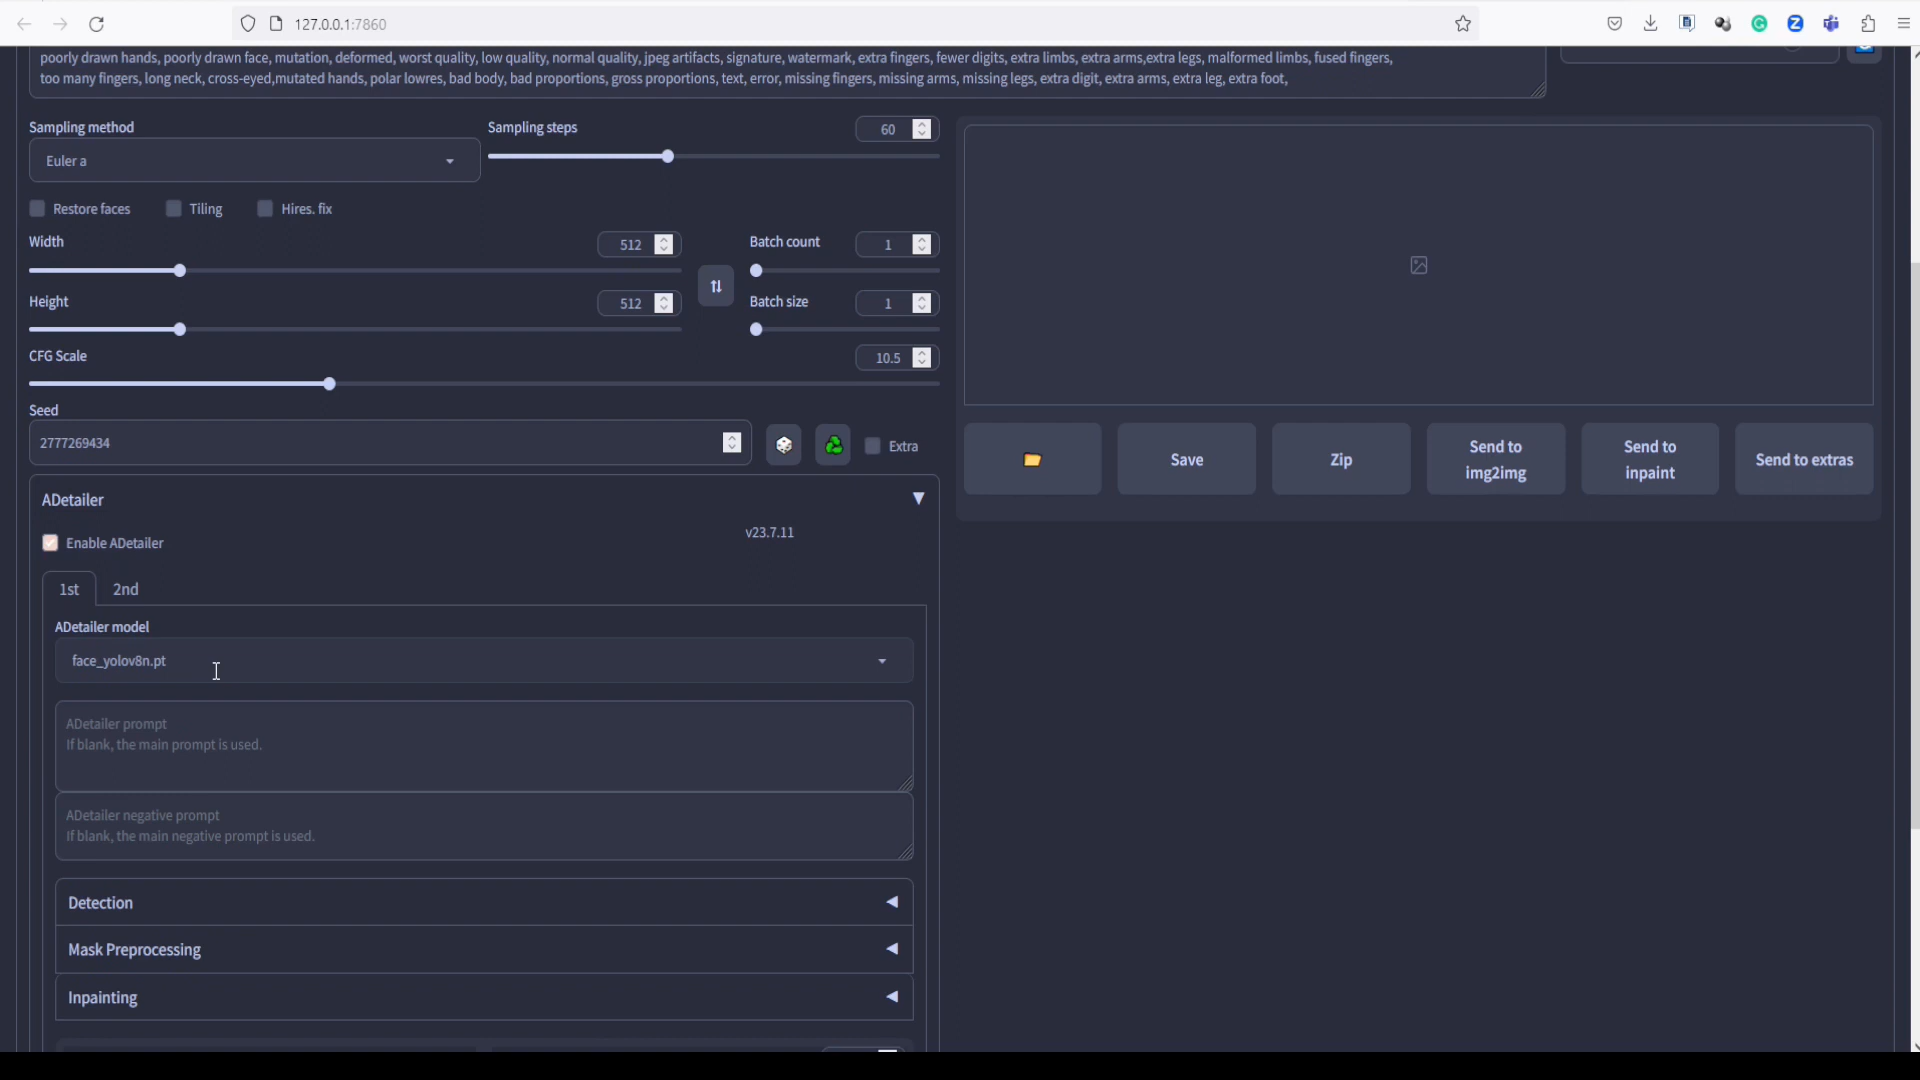 127.0.0.1:7860
poorly drawn hands, poorly drawn face, mutation, deformed, worst quality, low quality, normal quality, jpeg artifacts, signature, watermark, extra fingers, fewer digits, extra limbs, extra arms,extra legs, malformed limbs, fused fingers,
too many fingers, long neck, cross-eyed,mutated hands, polar lowres, bad body, bad proportions, gross proportions, text, error, missing fingers, missing arms, missing legs, extra digit, extra arms, extra leg, extra foot,
Sampling method
Sampling steps
60
Euler a
Restore faces
Tiling
Hires. fix
Width
512
Batch count
1
Height
512
Batch size
1
CFG Scale
10.5
Seed
2777269434
Extra
Save
Zip
Send to
img2img
Send to
inpaint
Send to extras
ADetailer
v23.7.11
Enable ADetailer
1st
2nd
ADetailer model
face_yolov8n.pt
ADetailer prompt
If blank, the main prompt is used.
ADetailer negative prompt
If blank, the main negative prompt is used.
Detection
Mask Preprocessing
Inpainting